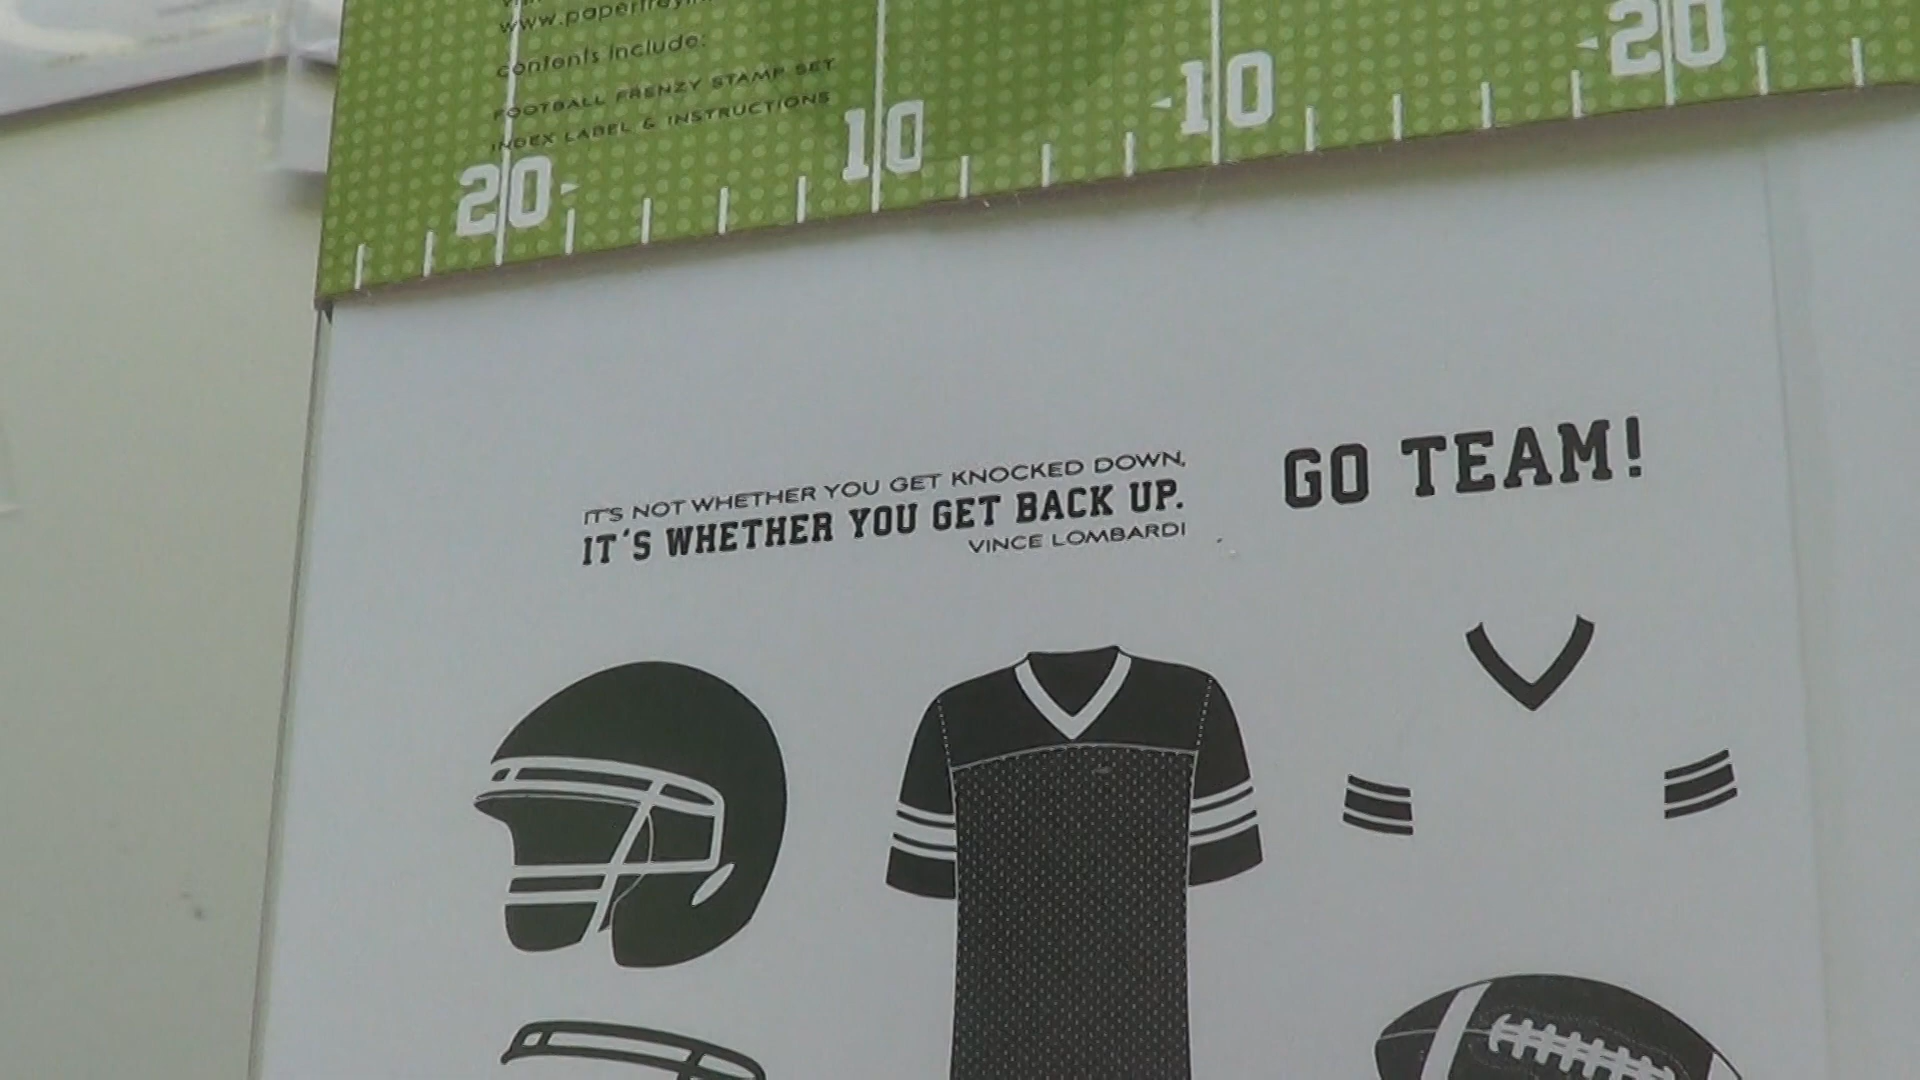 contents include:
FOOTBALL FRENZY STAMP SET
INDEX LABEL & INSTRUCTIONS
20 10 10 20
IT'S NOT WHETHER YOU GET KNOCKED DOWN,
IT'S WHETHER YOU GET BACK UP.
VINCE LOMBARDI
GO TEAM!